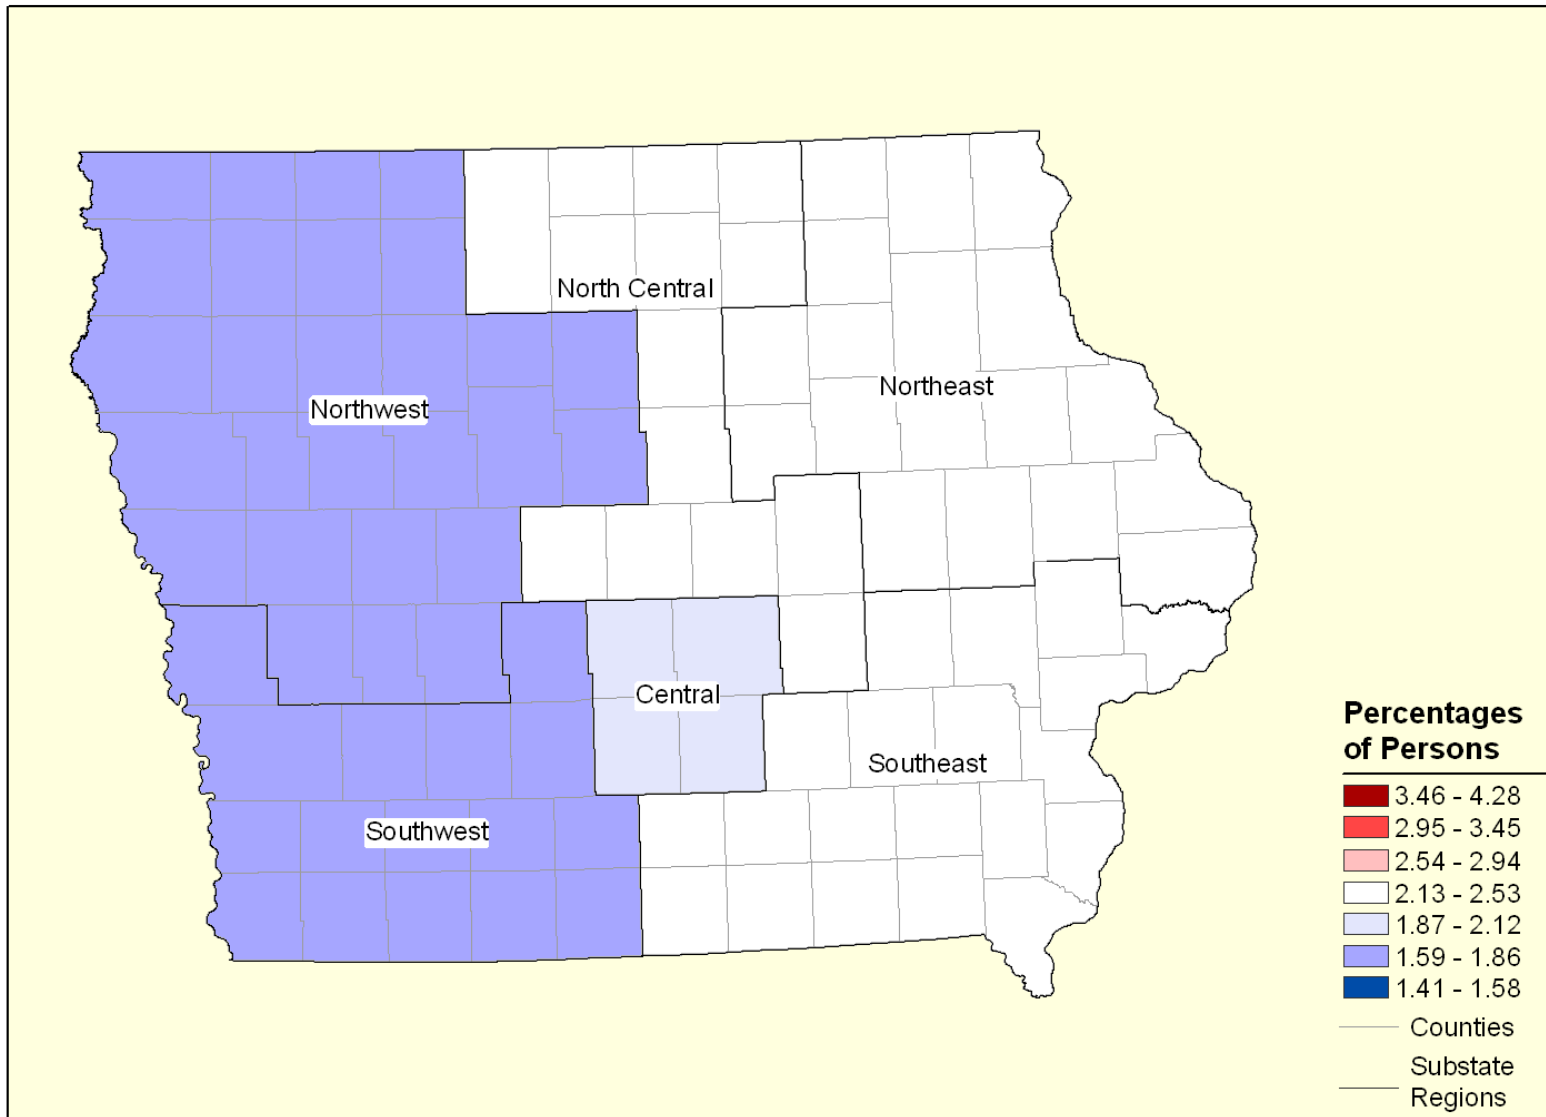 North Central
Northeast
Northwest
Central
Southeast
Southwest
Percentages
of Persons
3.46 - 4.28
2.95 - 3.45
2.54 - 2.94
2.13 - 2.53
1.87 - 2.12
1.59 - 1.86
1.41 - 1.58
Counties
Substate
Regions